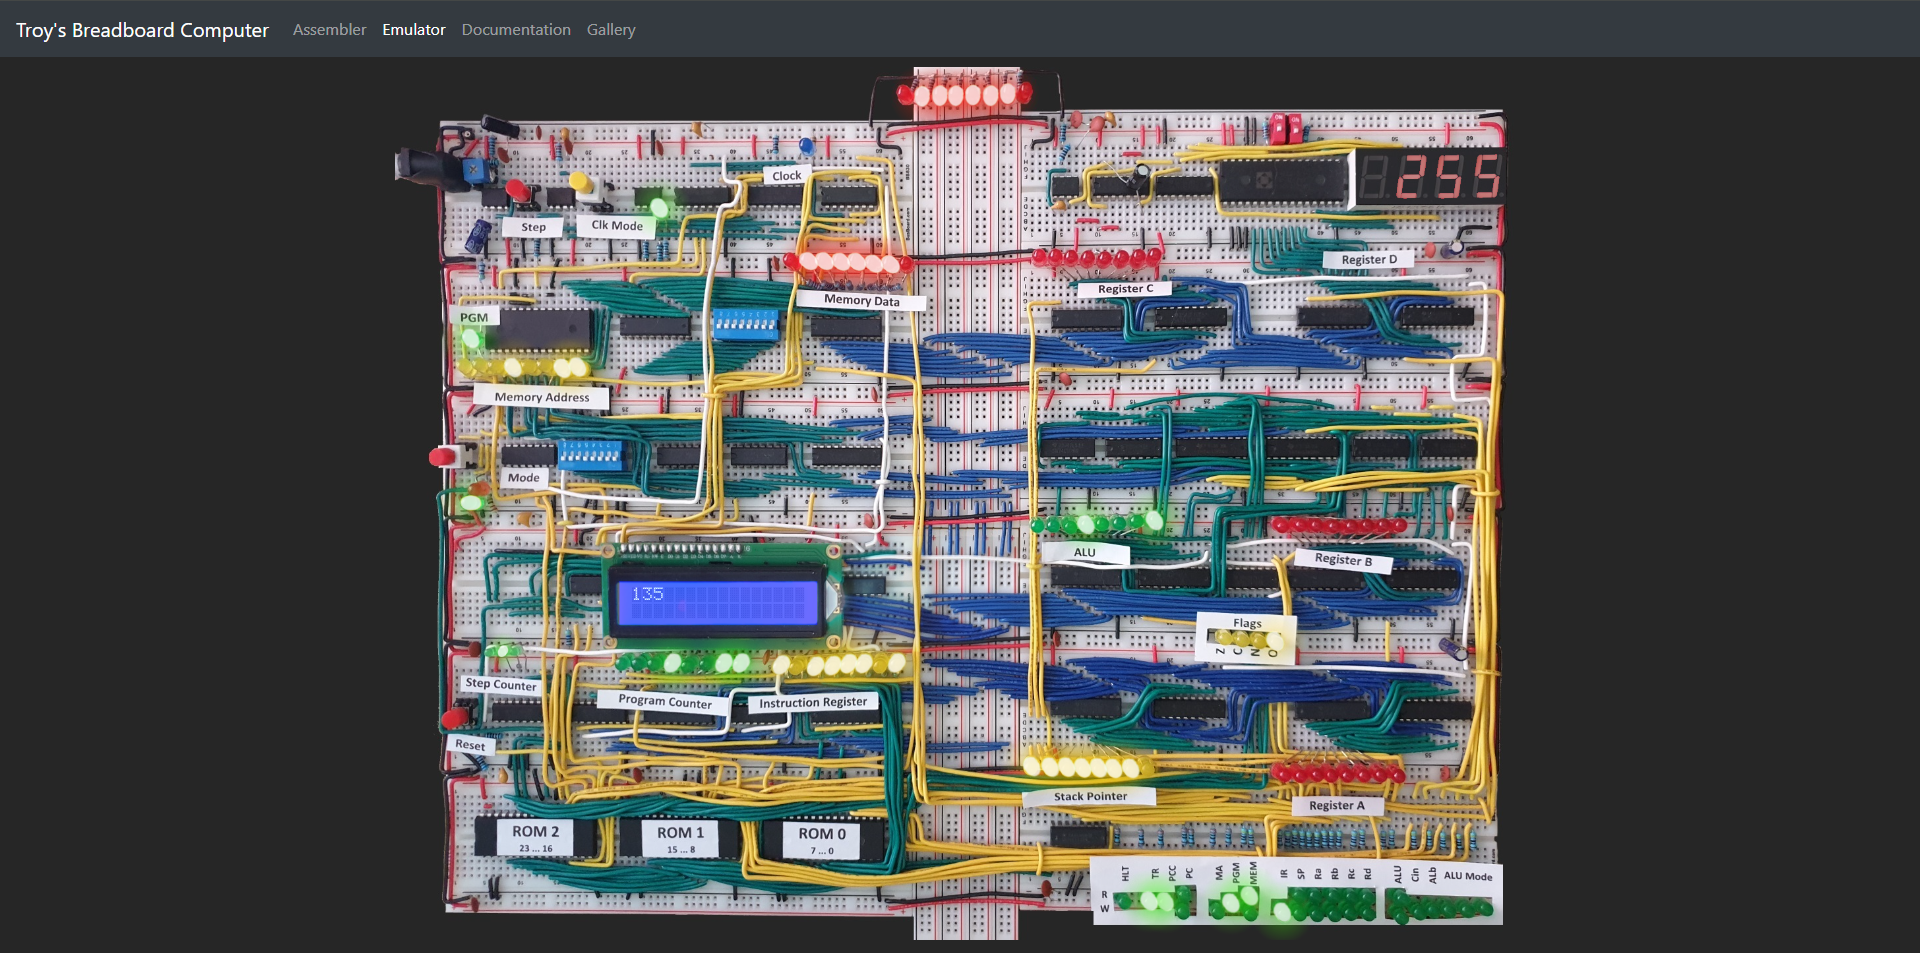 Troy's Breadboard Computer Assembler Emulator Documentation Gallery
Clock
255
Step
Clk Mode
Register D
Register C
Memory Data
PGM
Memory Address
Mode
ALU
Register B
135
Flags
Z C N O
Step Counter
Program Counter
Instruction Register
Reset
Stack Pointer
Register A
ROM 2
23 ... 16
ROM 1
15 ... 8
ROM 0
7 ... 0
HLT TR PCC PC MA PGM MEM IR SP Ra Rb Rc Rd ALU Cin ALb ALU Mode
R
W